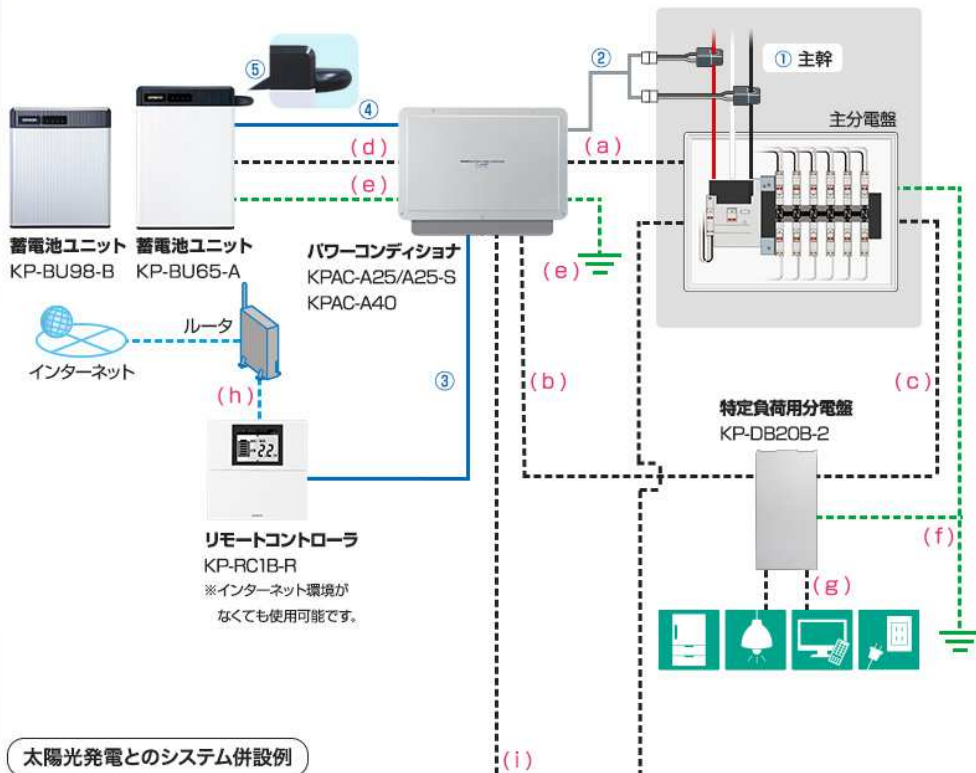 ② ① 主幹
⑤
④ 主分電盤
(d) (a)
(e)
蓄電池ユニット 蓄電池ユニット パワーコンディショナ
KP-BU98-B KP-BU65-A KPAC-A25/A25-S
KPAC-A40
(e)
ルータ
インターネット
(h) ③ (b) (c)
特定負荷用分電盤
KP-DB20B-2
2.2
リモートコントローラ
KP-RC1B-R
※インターネット環境が
なくても使用可能です。
(f)
(g)
太陽光発電とのシステム併設例
(i)